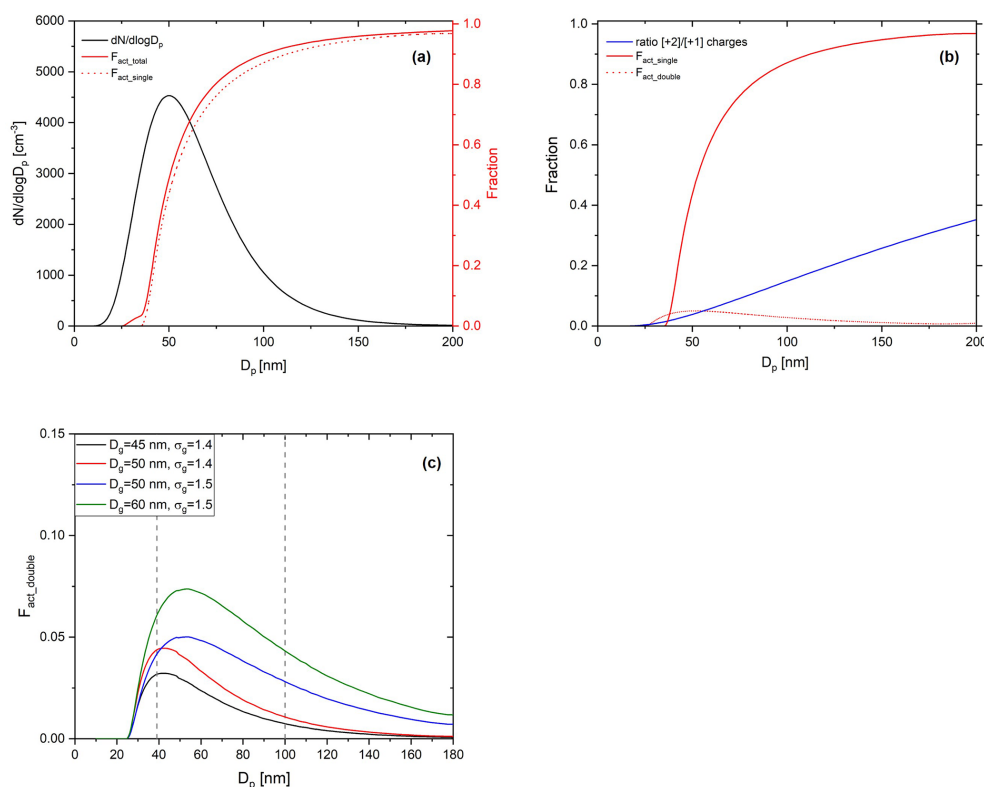 6000
5000
4000
3000
2000
1000
0
dN/dlogDp [cm-3]
dN/dlogDp
Fact_total
Fact_single
(a)
1.0
0.8
0.6
0.4
0.2
0.0
Fraction
0 50 100 150 200
Dp [nm]
1.0
0.8
0.6
0.4
0.2
0.0
Fraction
ratio [+2]/[+1] charges
Fact_single
Fact_double
(b)
0 50 100 150 200
Dp [nm]
0.15
0.10
0.05
0.00
Fact_double
Dg=45 nm, σg=1.4
Dg=50 nm, σg=1.4
Dg=50 nm, σg=1.5
Dg=60 nm, σg=1.5
(c)
0 20 40 60 80 100 120 140 160 180
Dp [nm]